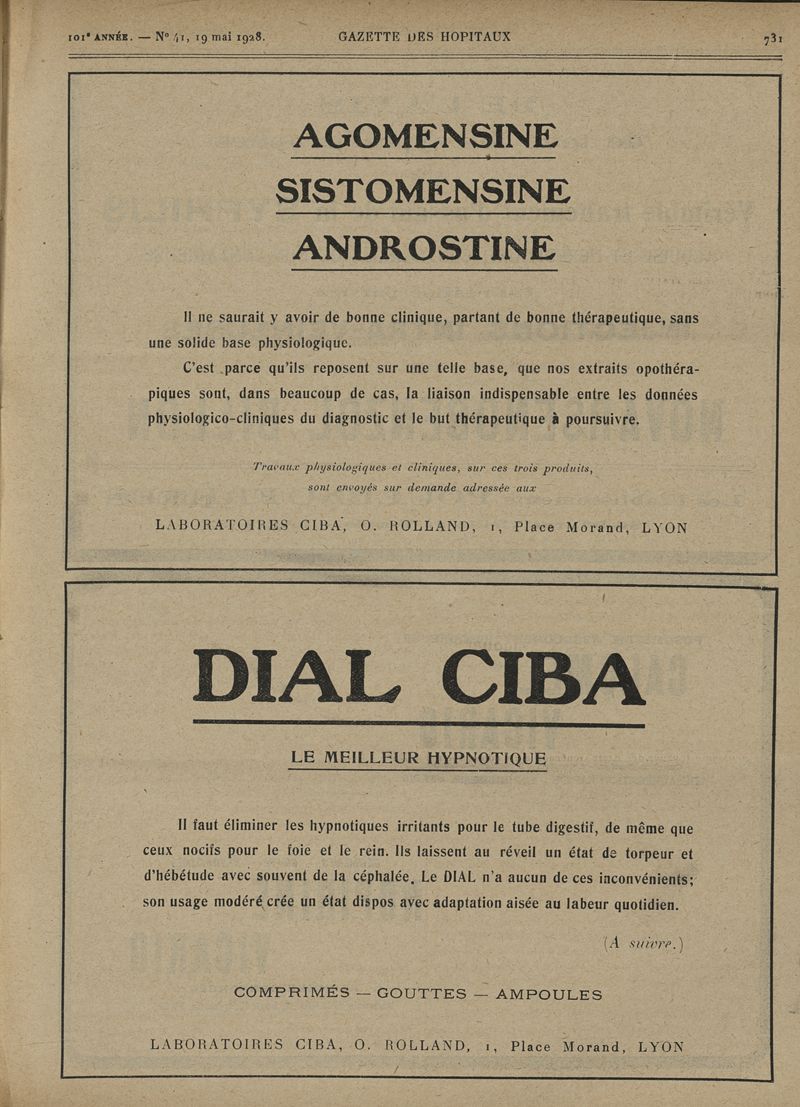 101ᵉ ANNÉE. — Nº 41, 19 mai 1928.
GAZETTE DES HOPITAUX
731
AGOMENSINE
SISTOMENSINE
ANDROSTINE
Il ne saurait y avoir de bonne clinique, partant de bonne thérapeutique, sans
une solide base physiologique.
C'est parce qu'ils reposent sur une telle base, que nos extraits opothéra-
piques sont, dans beaucoup de cas, la liaison indispensable entre les données
physiologico-cliniques du diagnostic et le but thérapeutique à poursuivre.
Travaux physiologiques et cliniques, sur ces trois produits,
sont envoyés sur demande adressée aux
LABORATOIRES CIBA, O. ROLLAND, 1, Place Morand, LYON
DIAL CIBA
LE MEILLEUR HYPNOTIQUE
Il faut éliminer les hypnotiques irritants pour le tube digestif, de même que
ceux nocifs pour le foie et le rein. Ils laissent au réveil un état de torpeur et
d'hébétude avec souvent de la céphalée. Le DIAL n'a aucun de ces inconvénients;
son usage modéré crée un état dispos avec adaptation aisée au labeur quotidien.
(A suivre.)
COMPRIMÉS — GOUTTES — AMPOULES
LABORATOIRES CIBA, O. ROLLAND, 1, Place Morand, LYON